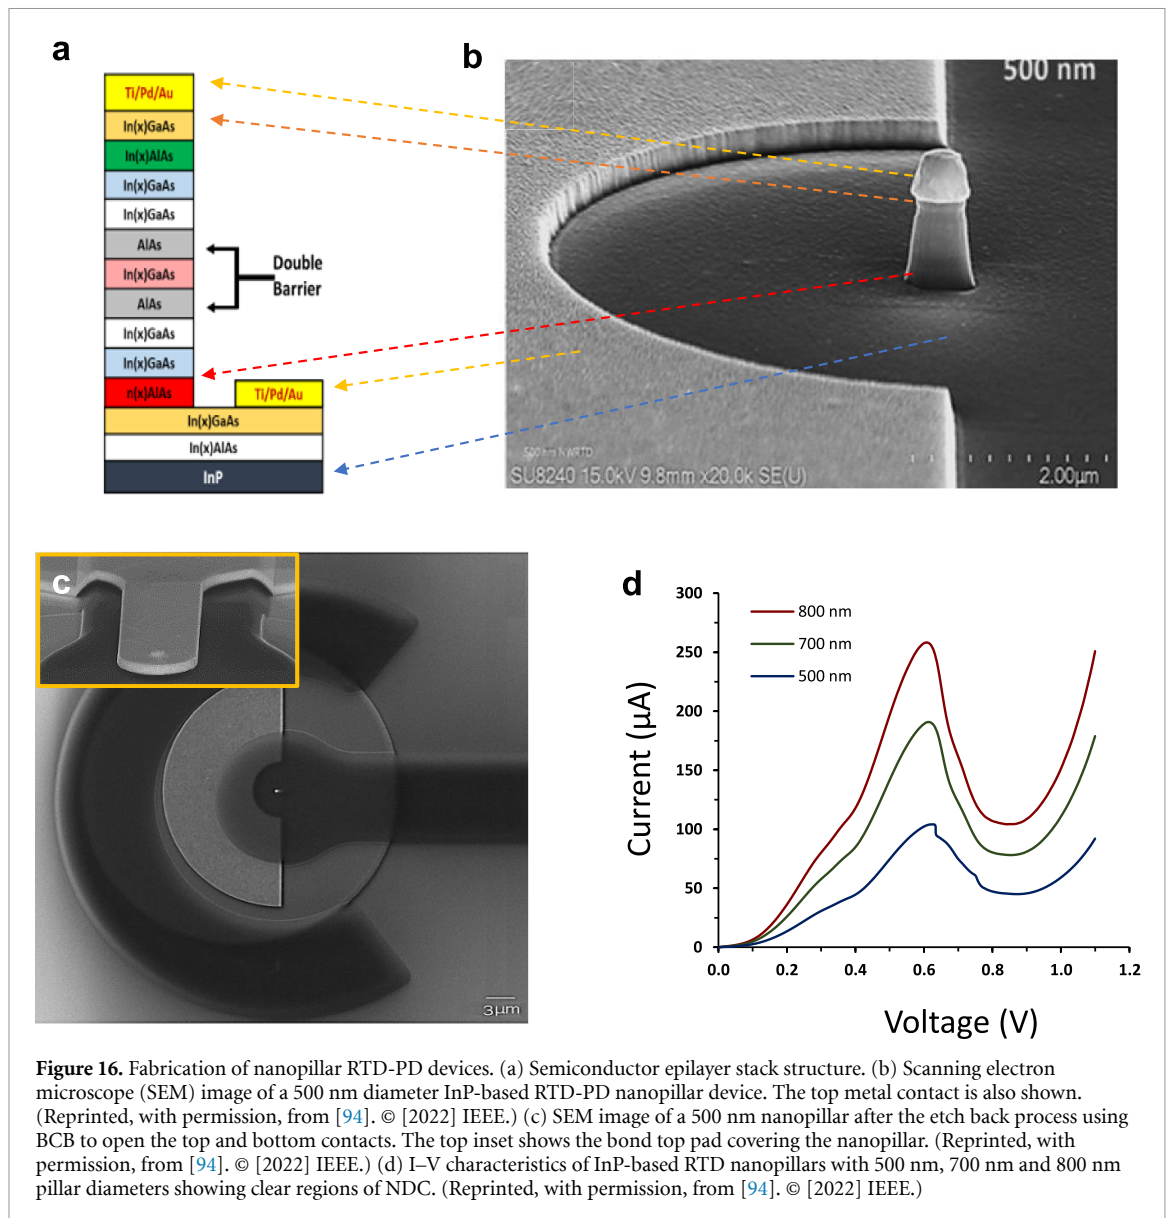 a
Ti/Pd/Au
In(x)GaAs
In(x)AlAs
In(x)GaAs
In(x)GaAs
AlAs
In(x)GaAs
AlAs
In(x)GaAs
In(x)GaAs
n(x)AlAs
Ti/Pd/Au
In(x)GaAs
In(x)AlAs
InP
Double
Barrier
b
500 nm
500 nm NWRTD
SU8240 15.0kV 9.8mm x20.0k SE(U)
2.00μm
c
3μm
d
300
250
200
150
100
50
0
0.0
0.2
0.4
0.6
0.8
1.0
1.2
Current (μA)
Voltage (V)
800 nm
700 nm
500 nm
Figure 16. Fabrication of nanopillar RTD-PD devices. (a) Semiconductor epilayer stack structure. (b) Scanning electron
microscope (SEM) image of a 500 nm diameter InP-based RTD-PD nanopillar device. The top metal contact is also shown.
(Reprinted, with permission, from [94]. © [2022] IEEE.) (c) SEM image of a 500 nm nanopillar after the etch back process using
BCB to open the top and bottom contacts. The top inset shows the bond top pad covering the nanopillar. (Reprinted, with
permission, from [94]. © [2022] IEEE.) (d) I–V characteristics of InP-based RTD nanopillars with 500 nm, 700 nm and 800 nm
pillar diameters showing clear regions of NDC. (Reprinted, with permission, from [94]. © [2022] IEEE.)